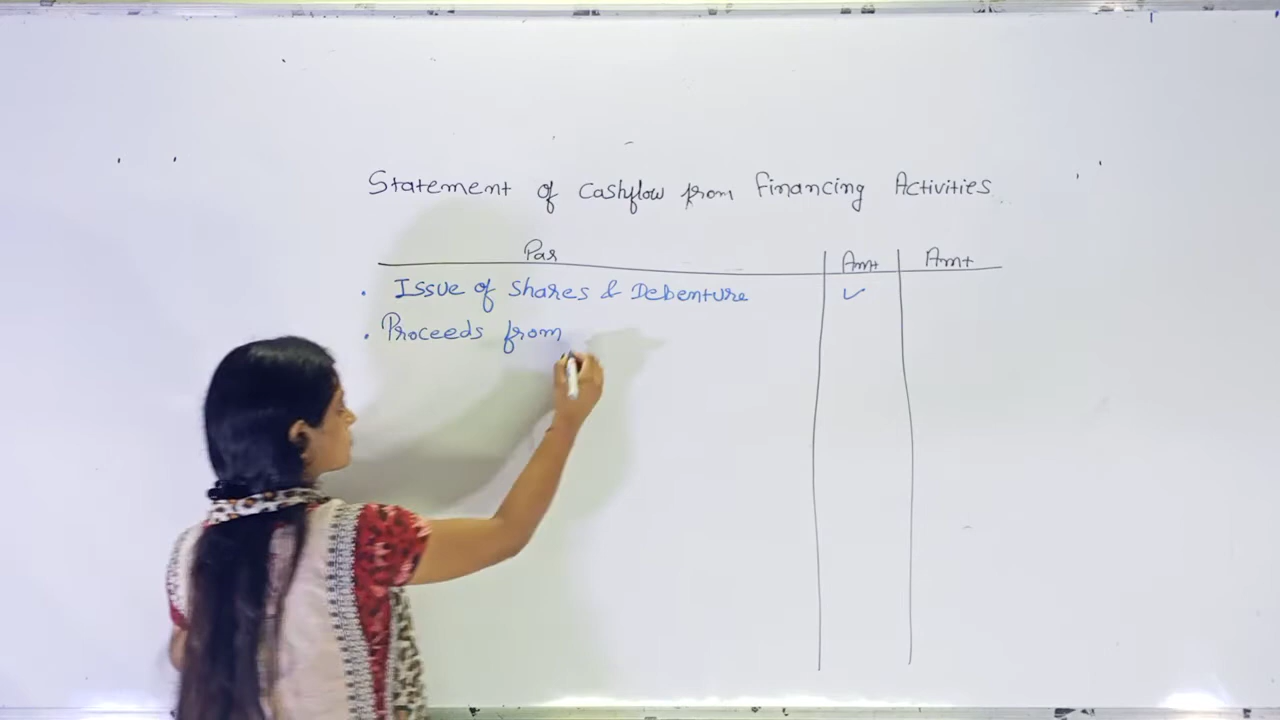 Statement of Cashflow from Financing Activities
Par Amt Amt
. Issue of Shares & Debenture ✓
. Proceeds from